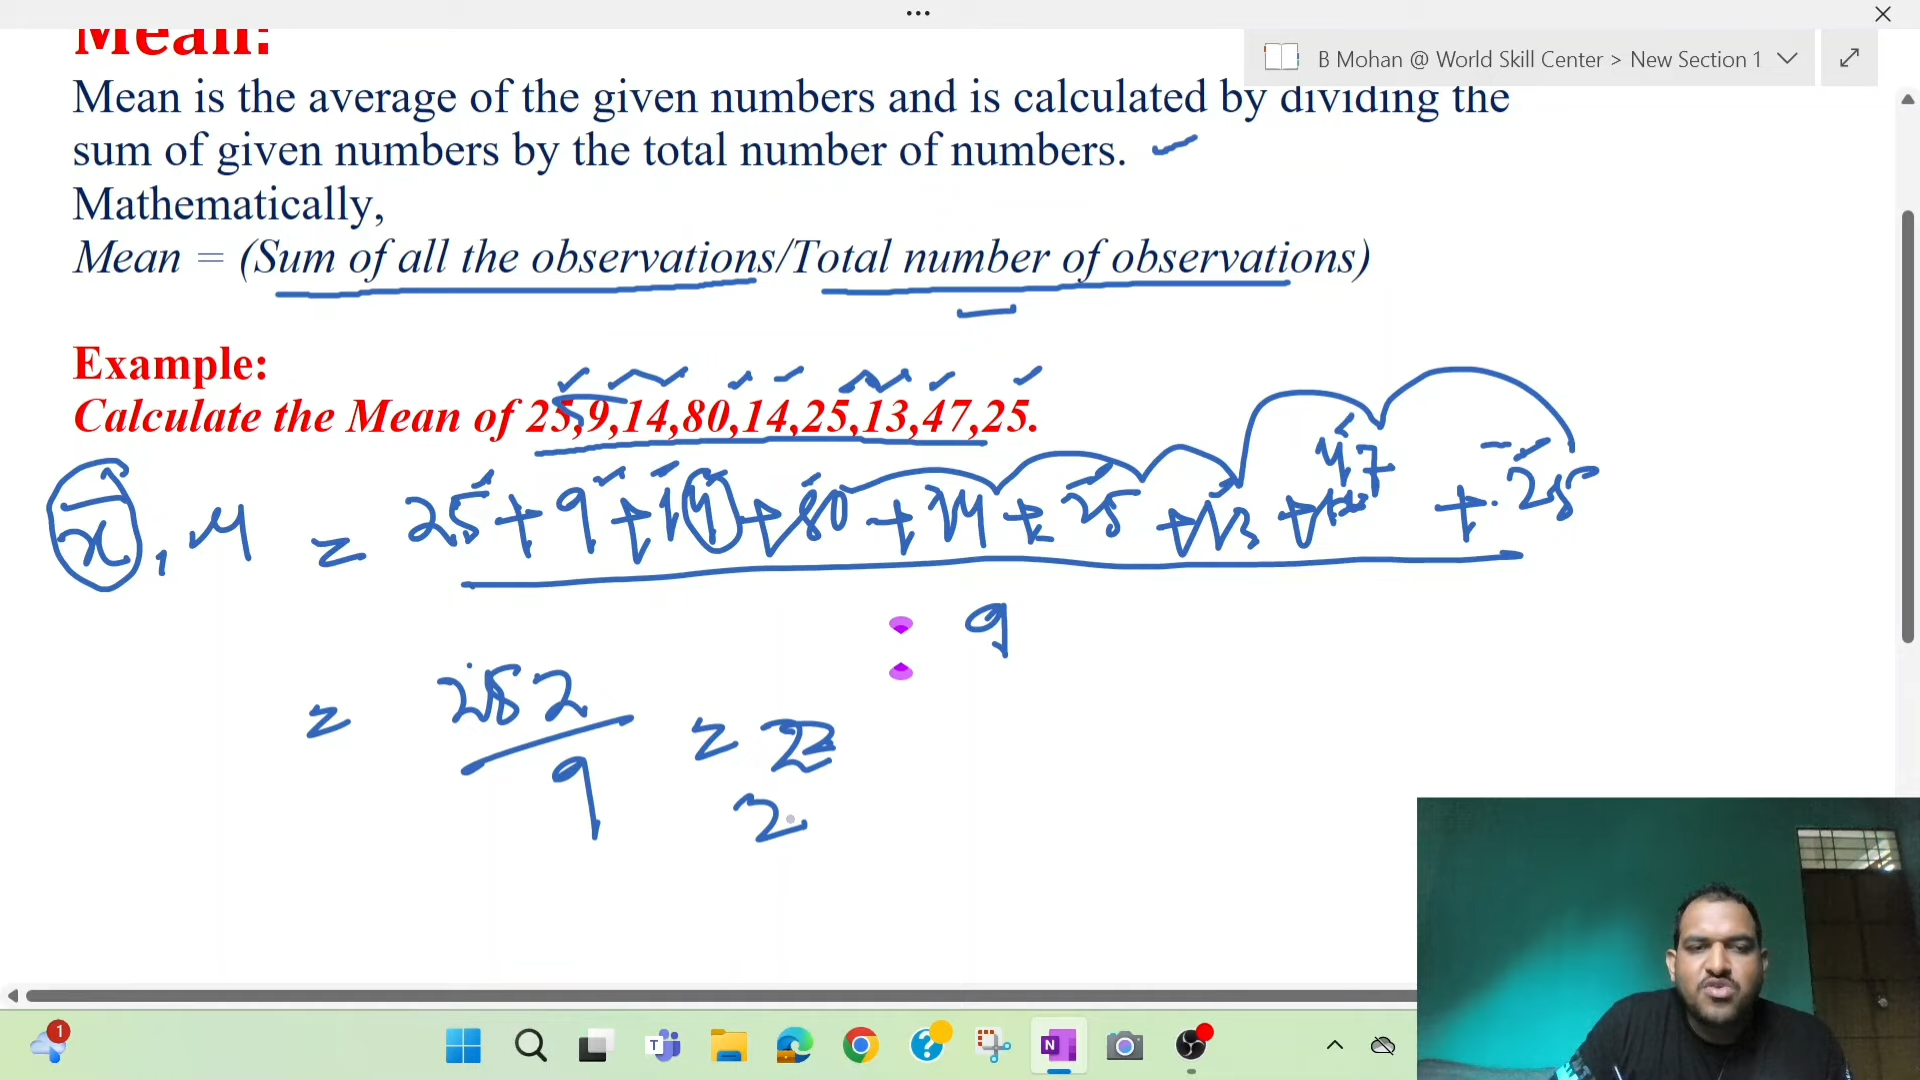 Mean:
B Mohan @ World Skill Center > New Section 1
Mean is the average of the given numbers and is calculated by dividing the
sum of given numbers by the total number of numbers.
Mathematically,
Mean = (Sum of all the observations/Total number of observations)
Example:
Calculate the Mean of 25,9,14,80,14,25,13,47,25.
x̄, μ = 25 + 9 + 14 + 80 + 14 + 25 + 13 + 47 + 25
9
= 252
9
=
2
1
T
N